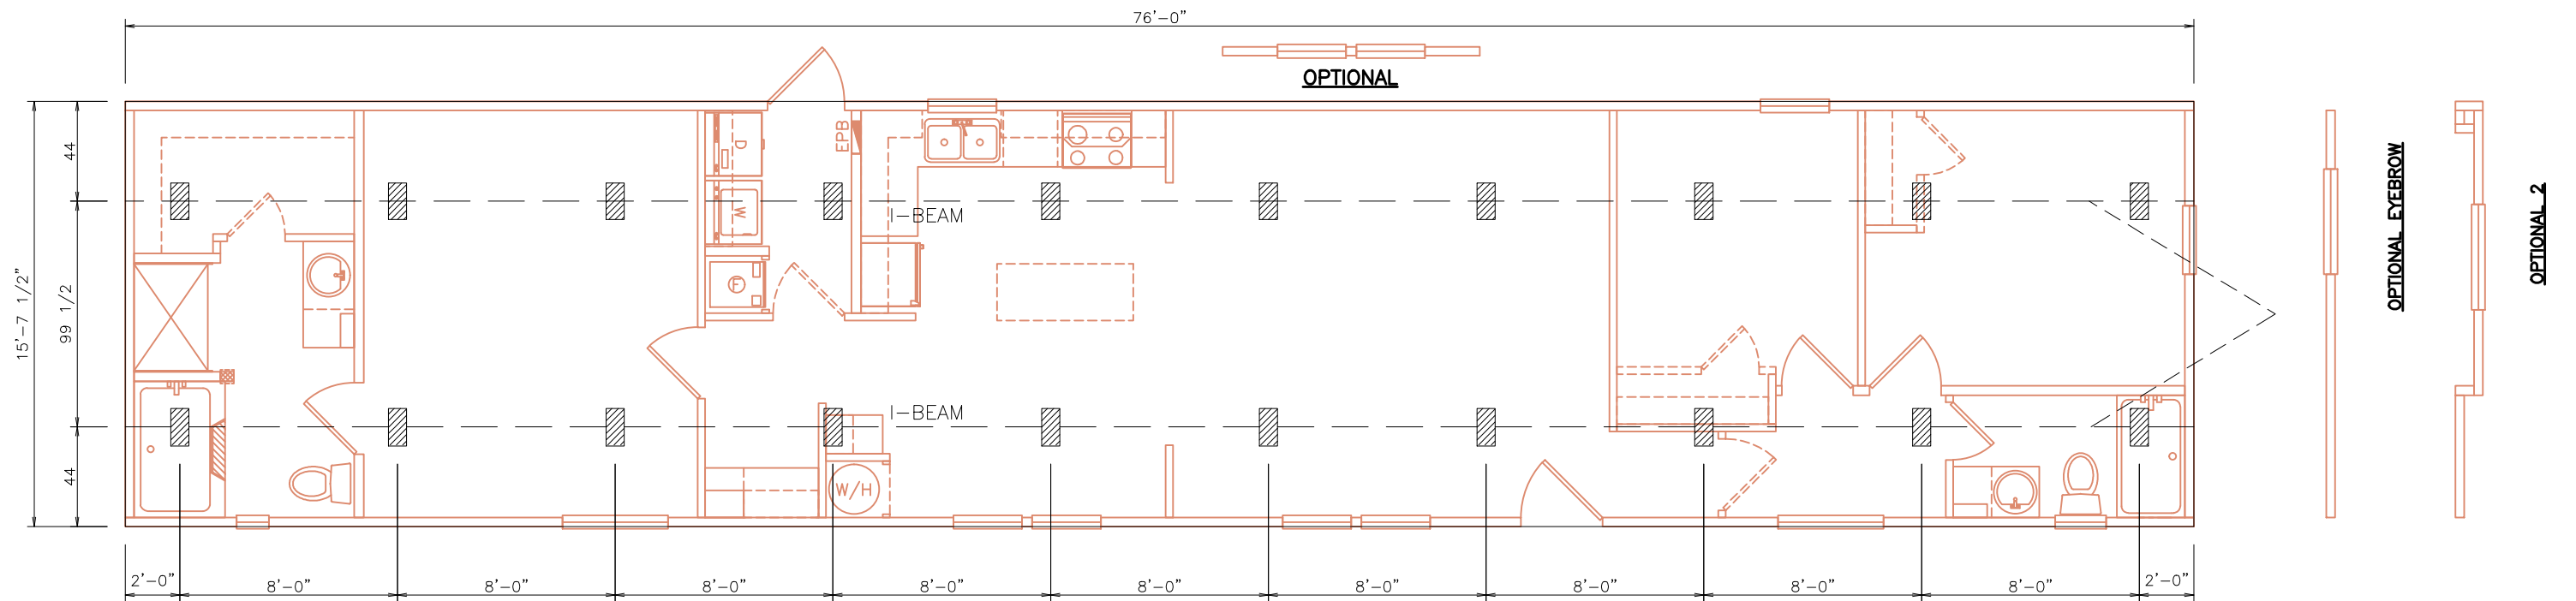 76'-0"
OPTIONAL
44
99 1/2
15'-7 1/2"
44
D
W
F
EPB
I-BEAM
I-BEAM
W/H
OPTIONAL EYEBROW
OPTIONAL 2
2'-0"
8'-0"
8'-0"
8'-0"
8'-0"
8'-0"
8'-0"
8'-0"
8'-0"
8'-0"
2'-0"